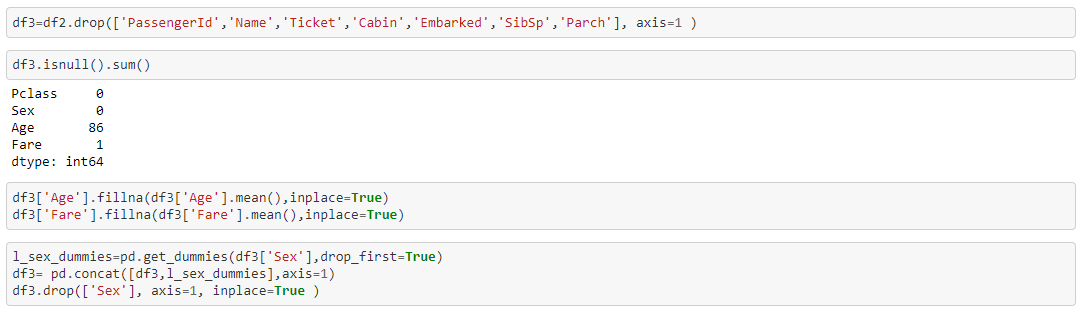 df3=df2.drop(['PassengerId','Name','Ticket','Cabin','Embarked','SibSp','Parch'], axis=1 )
df3.isnull().sum()
Pclass     0
Sex        0
Age       86
Fare       1
dtype: int64
df3['Age'].fillna(df3['Age'].mean(),inplace=True)
df3['Fare'].fillna(df3['Fare'].mean(),inplace=True)
l_sex_dummies=pd.get_dummies(df3['Sex'],drop_first=True)
df3= pd.concat([df3,l_sex_dummies],axis=1)
df3.drop(['Sex'], axis=1, inplace=True )